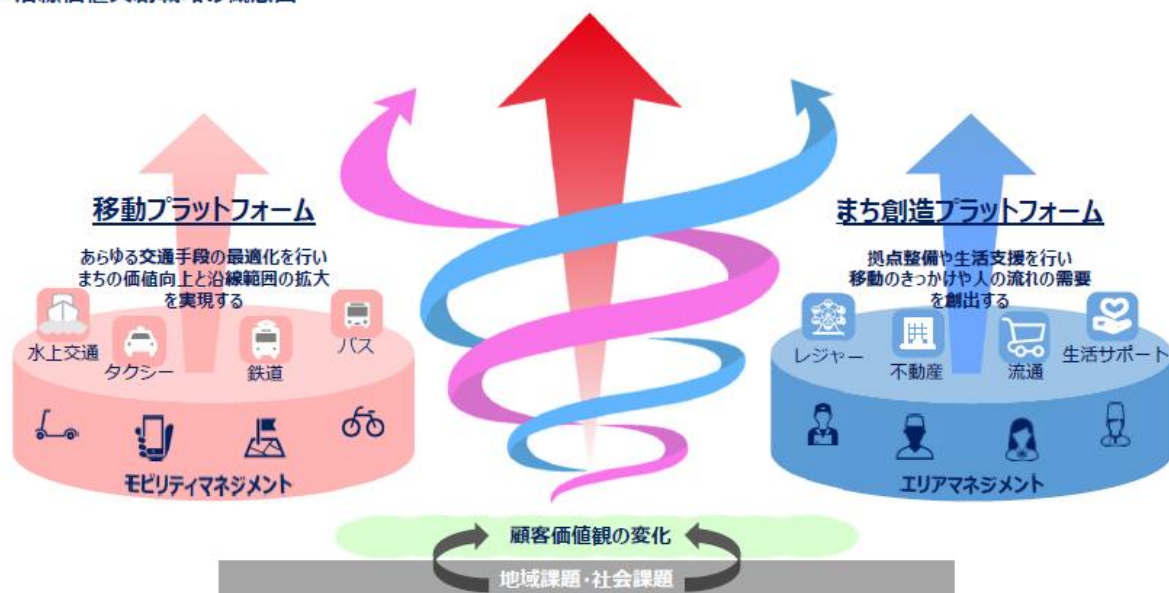 移動プラットフォーム
あらゆる交通手段の最適化を行い
まちの価値向上と沿線範囲の拡大
を実現する
水上交通
タクシー
鉄道
バス
モビリティマネジメント
まち創造プラットフォーム
拠点整備や生活支援を行い
移動のきっかけや人の流れの需要
を創出する
レジャー
不動産
流通
生活サポート
エリアマネジメント
顧客価値観の変化
地域課題・社会課題